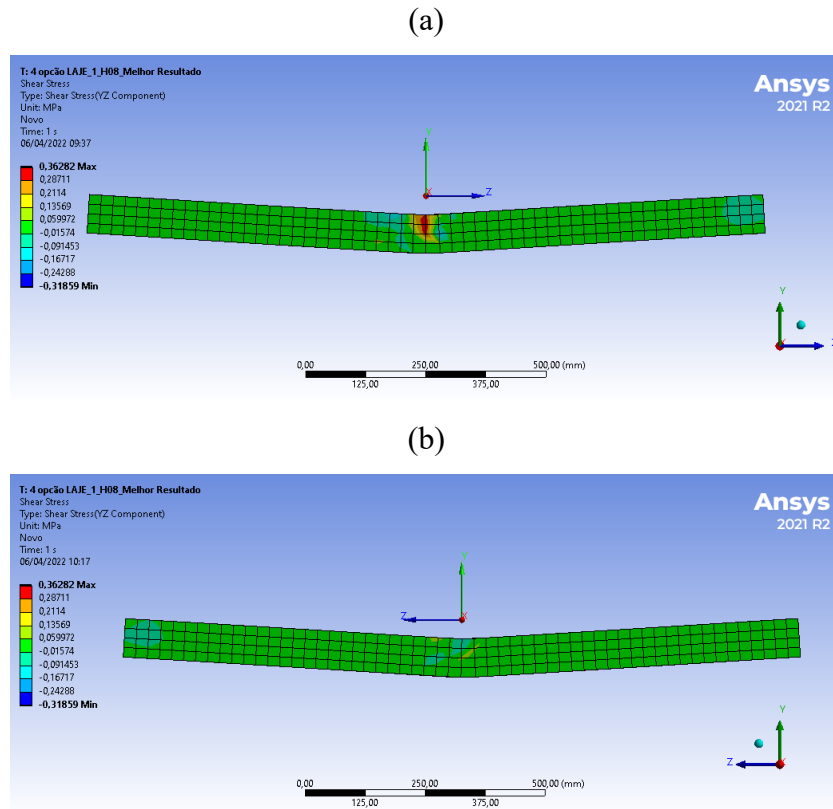 (a)
T: 4 opção LAJE_1_H08_Melhor Resultado
Shear Stress
Type: Shear Stress(YZ Component)
Unit: MPa
Novo
Time: 1 s
06/04/2022 09:37
Ansys
2021 R2
0,36282 Max
0,28711
0,2114
0,13569
0,059972
-0,01574
-0,091453
-0,16717
-0,24288
-0,31859 Min
Y
X
Z
Y
X
Z
0,00 250,00 500,00 (mm)
125,00 375,00
(b)
T: 4 opção LAJE_1_H08_Melhor Resultado
Shear Stress
Type: Shear Stress(YZ Component)
Unit: MPa
Novo
Time: 1 s
06/04/2022 10:17
Ansys
2021 R2
0,36282 Max
0,28711
0,2114
0,13569
0,059972
-0,01574
-0,091453
-0,16717
-0,24288
-0,31859 Min
Y
Z X
Y
Z X
0,00 250,00 500,00 (mm)
125,00 375,00